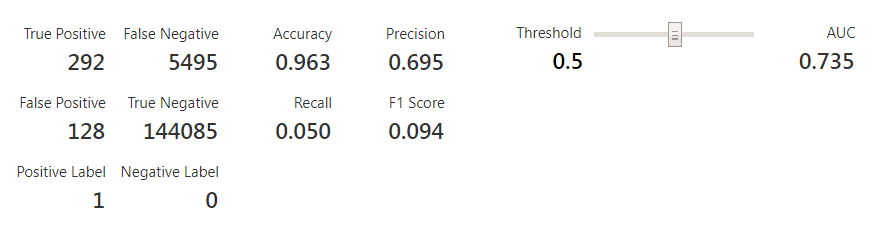 True Positive False Negative Accuracy Precision Threshold AUC
292 5495 0.963 0.695 0.5 0.735
False Positive True Negative Recall F1 Score
128 144085 0.050 0.094
Positive Label Negative Label
1 0